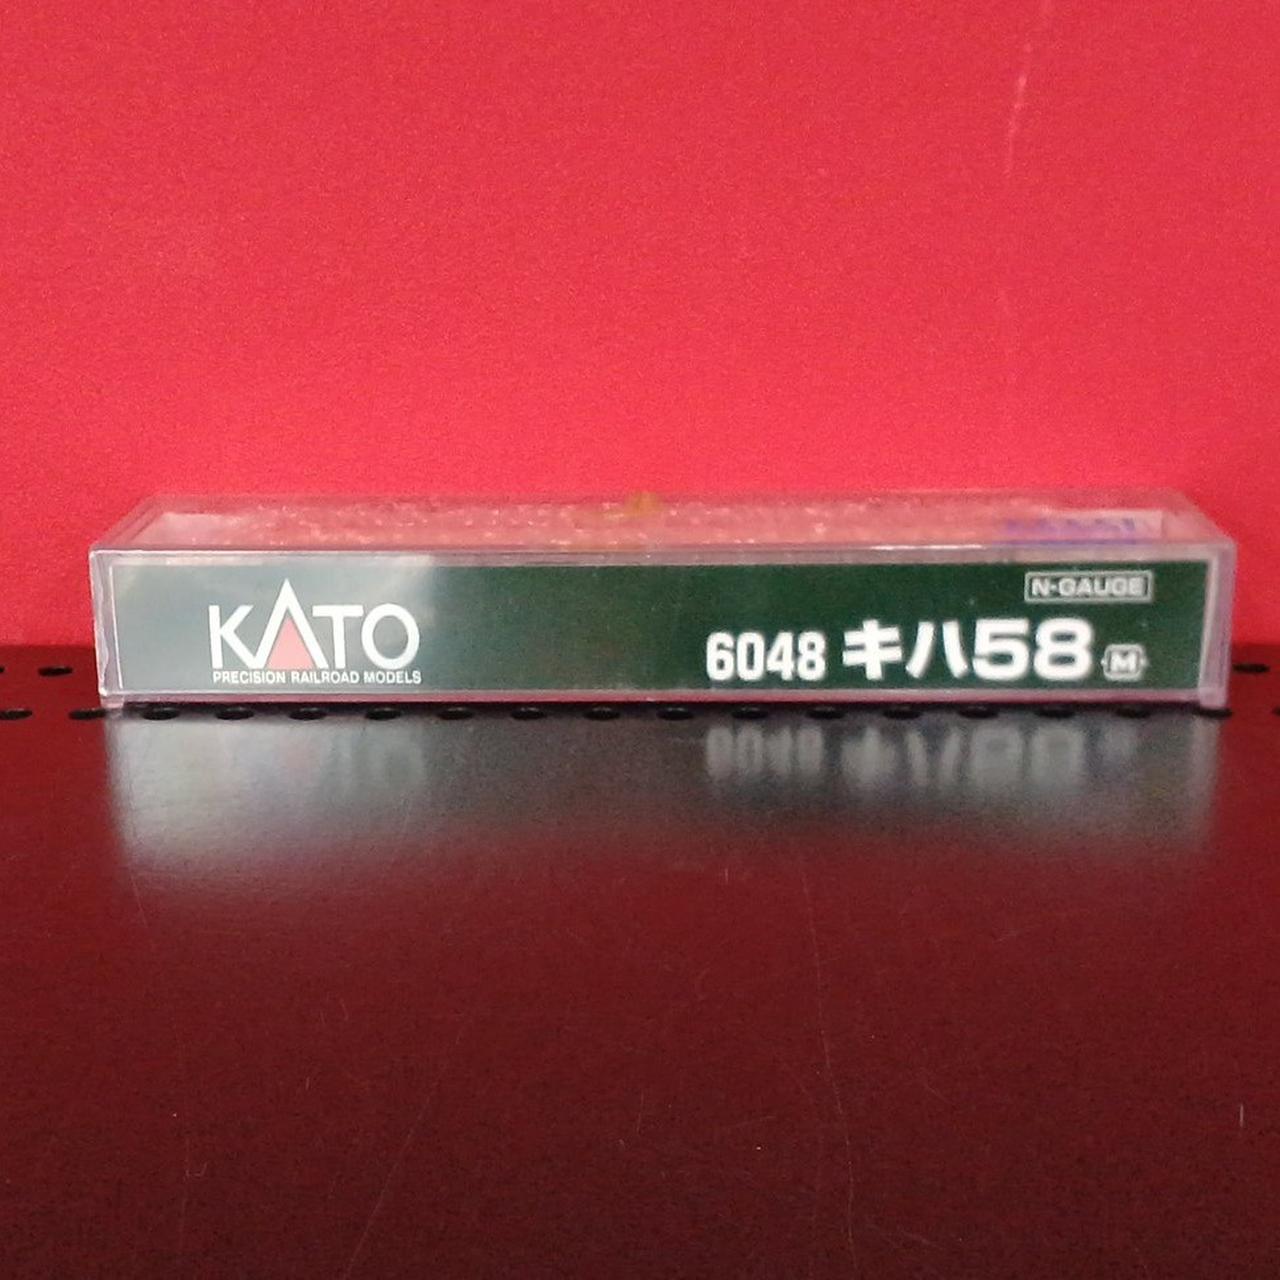 KATO
PRECISION RAILROAD MODELS
N-GAUGE
6048 キハ58 M